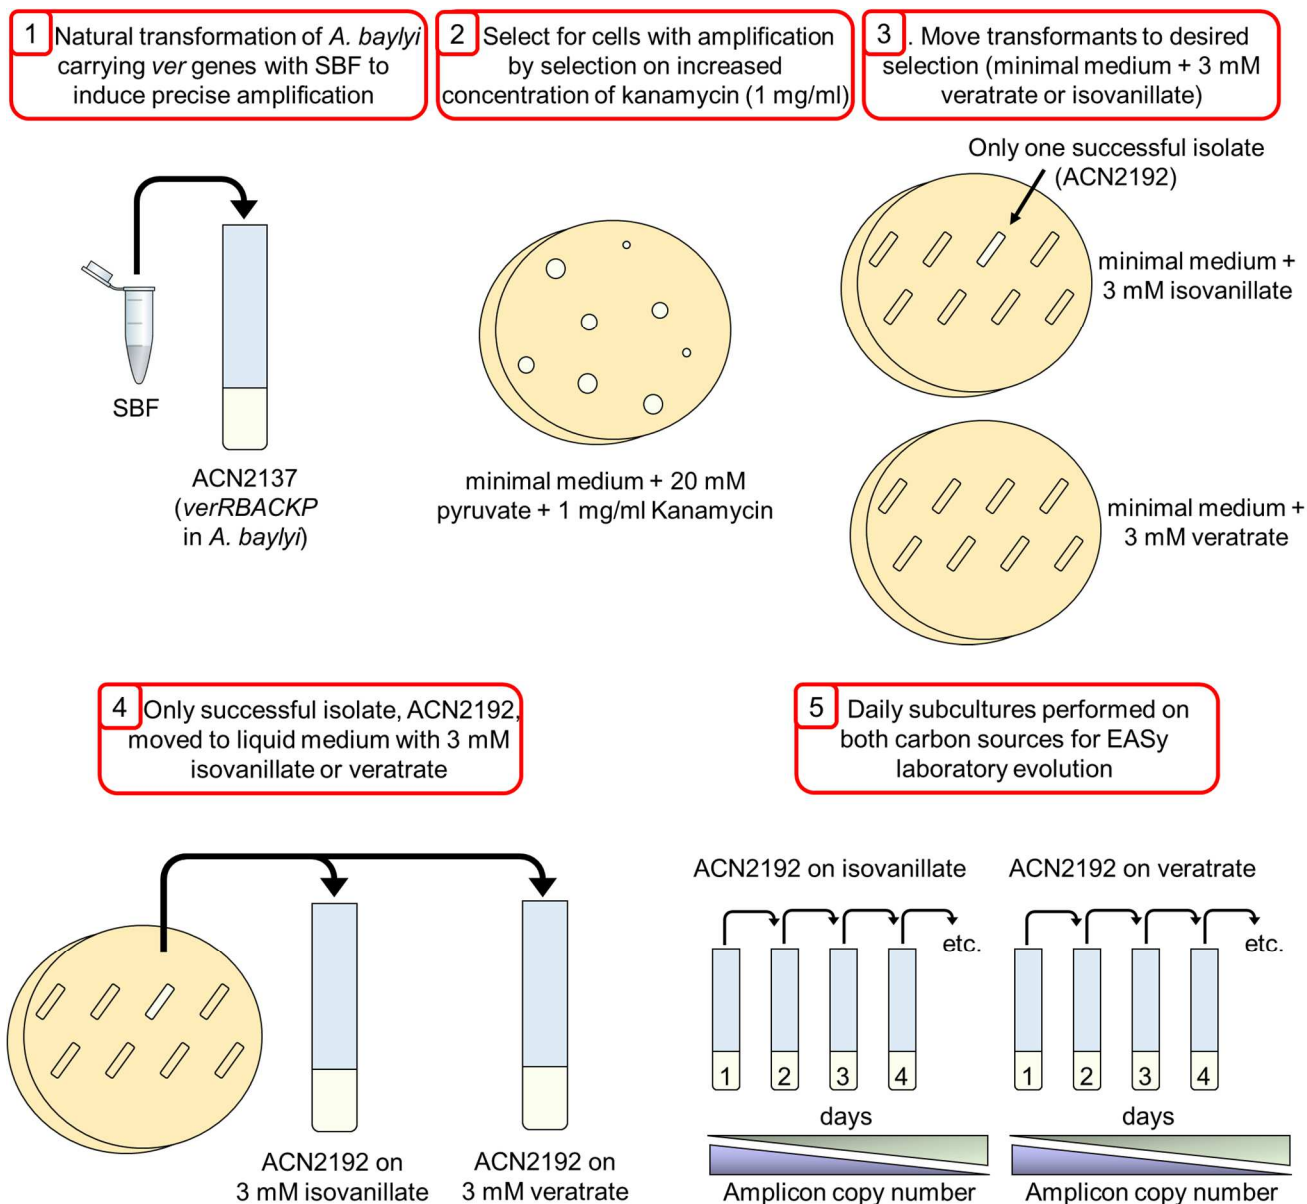 1
Natural transformation of A. baylyi
carrying ver genes with SBF to
induce precise amplification
2
Select for cells with amplification
by selection on increased
concentration of kanamycin (1 mg/ml)
3
. Move transformants to desired
selection (minimal medium + 3 mM
veratrate or isovanillate)
SBF
ACN2137
(verRBACKP
in A. baylyi)
minimal medium + 20 mM
pyruvate + 1 mg/ml Kanamycin
Only one successful isolate
(ACN2192)
minimal medium +
3 mM isovanillate
minimal medium +
3 mM veratrate
4
Only successful isolate, ACN2192,
moved to liquid medium with 3 mM
isovanillate or veratrate
5
Daily subcultures performed on
both carbon sources for EASy
laboratory evolution
ACN2192 on
3 mM isovanillate
ACN2192 on
3 mM veratrate
ACN2192 on isovanillate
etc.
1 2 3 4
days
Amplicon copy number
ACN2192 on veratrate
etc.
1 2 3 4
days
Amplicon copy number